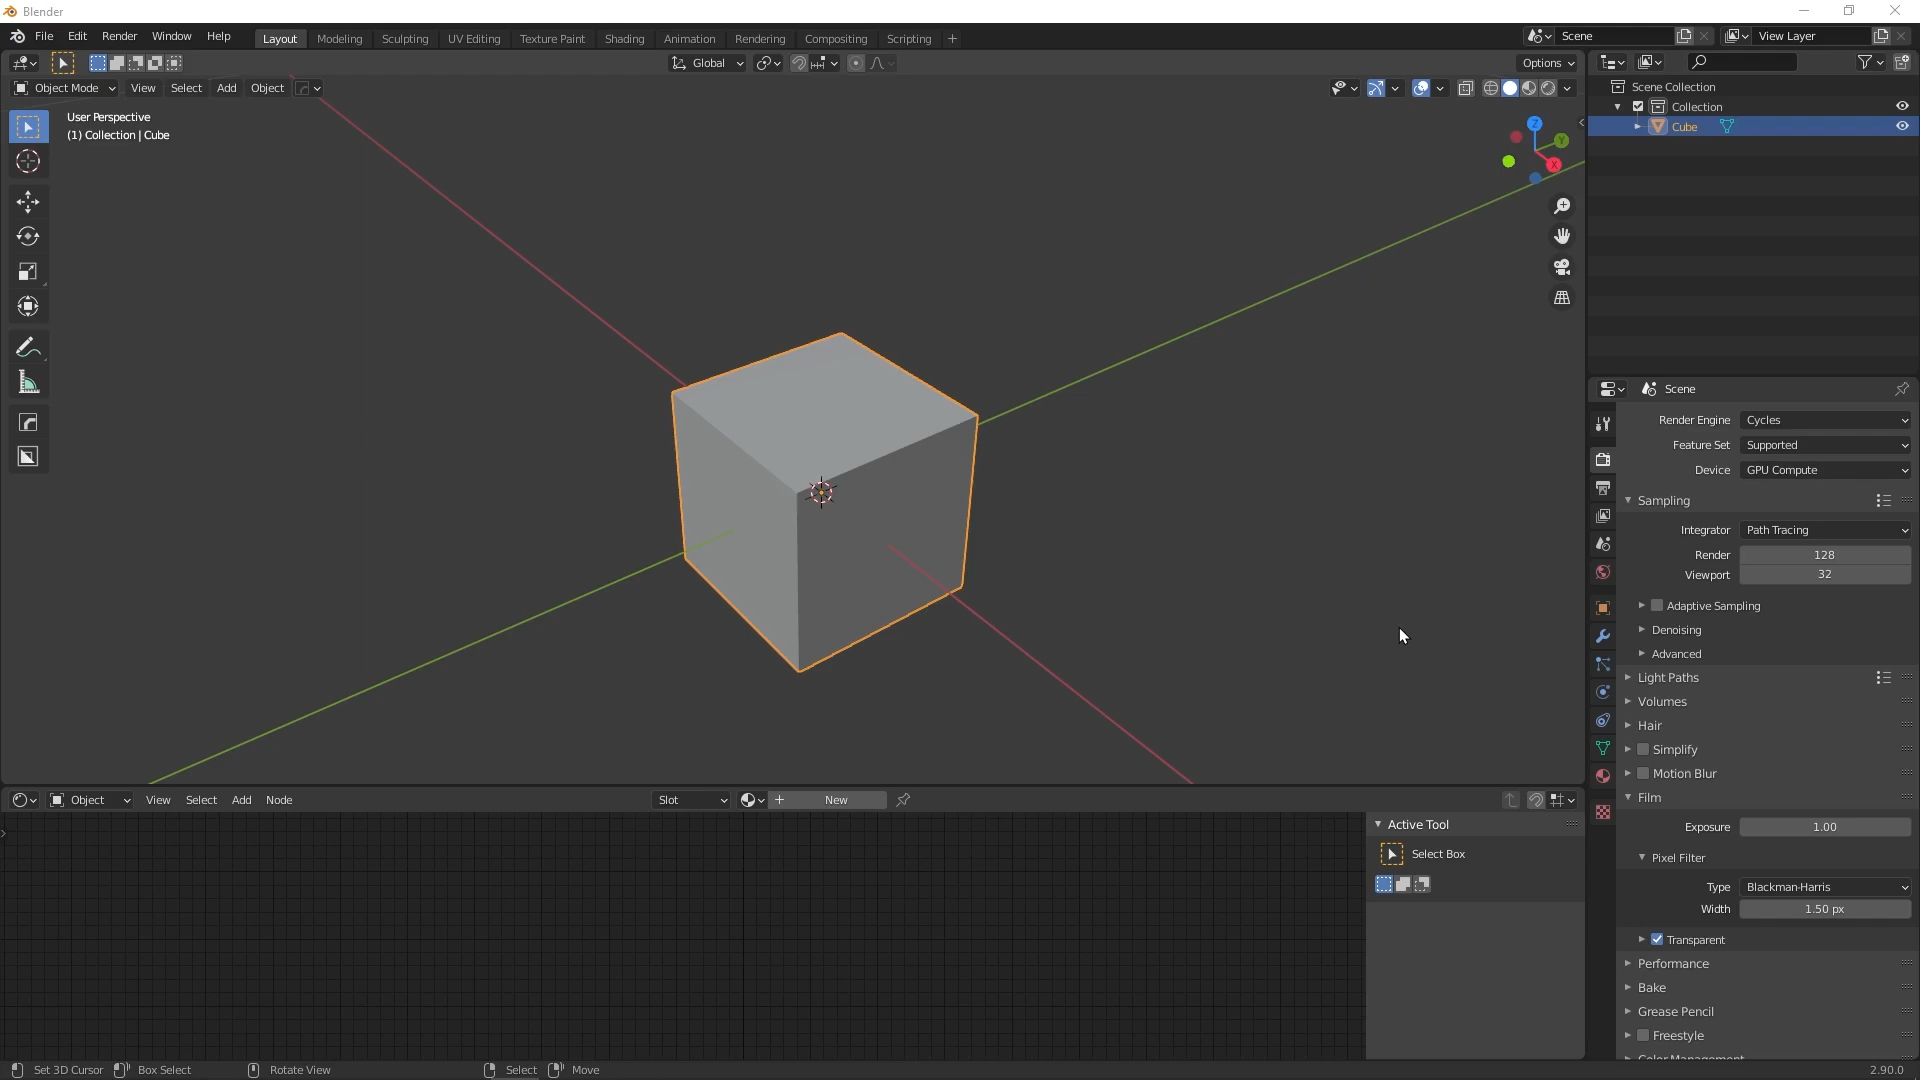 Blender
File Edit Render Window Help Layout Modeling Sculpting UV Editing Texture Paint Shading Animation Rendering Compositing Scripting + Scene View Layer
Global Options
Object Mode View Select Add Object
User Perspective
(1) Collection | Cube
Z
Y
X
Scene Collection
Collection
Cube
Scene
Render Engine Cycles
Feature Set Supported
Device GPU Compute
Sampling
Integrator Path Tracing
Render 128
Viewport 32
Adaptive Sampling
Denoising
Advanced
Light Paths
Volumes
Hair
Simplify
Motion Blur
Film
Exposure 1.00
Pixel Filter
Type Blackman-Harris
Width 1.50 px
Transparent
Performance
Bake
Grease Pencil
Freestyle
Color Management
Object View Select Add Node Slot + New
Active Tool
Select Box
Set 3D Cursor Box Select Rotate View Select Move 2.90.0